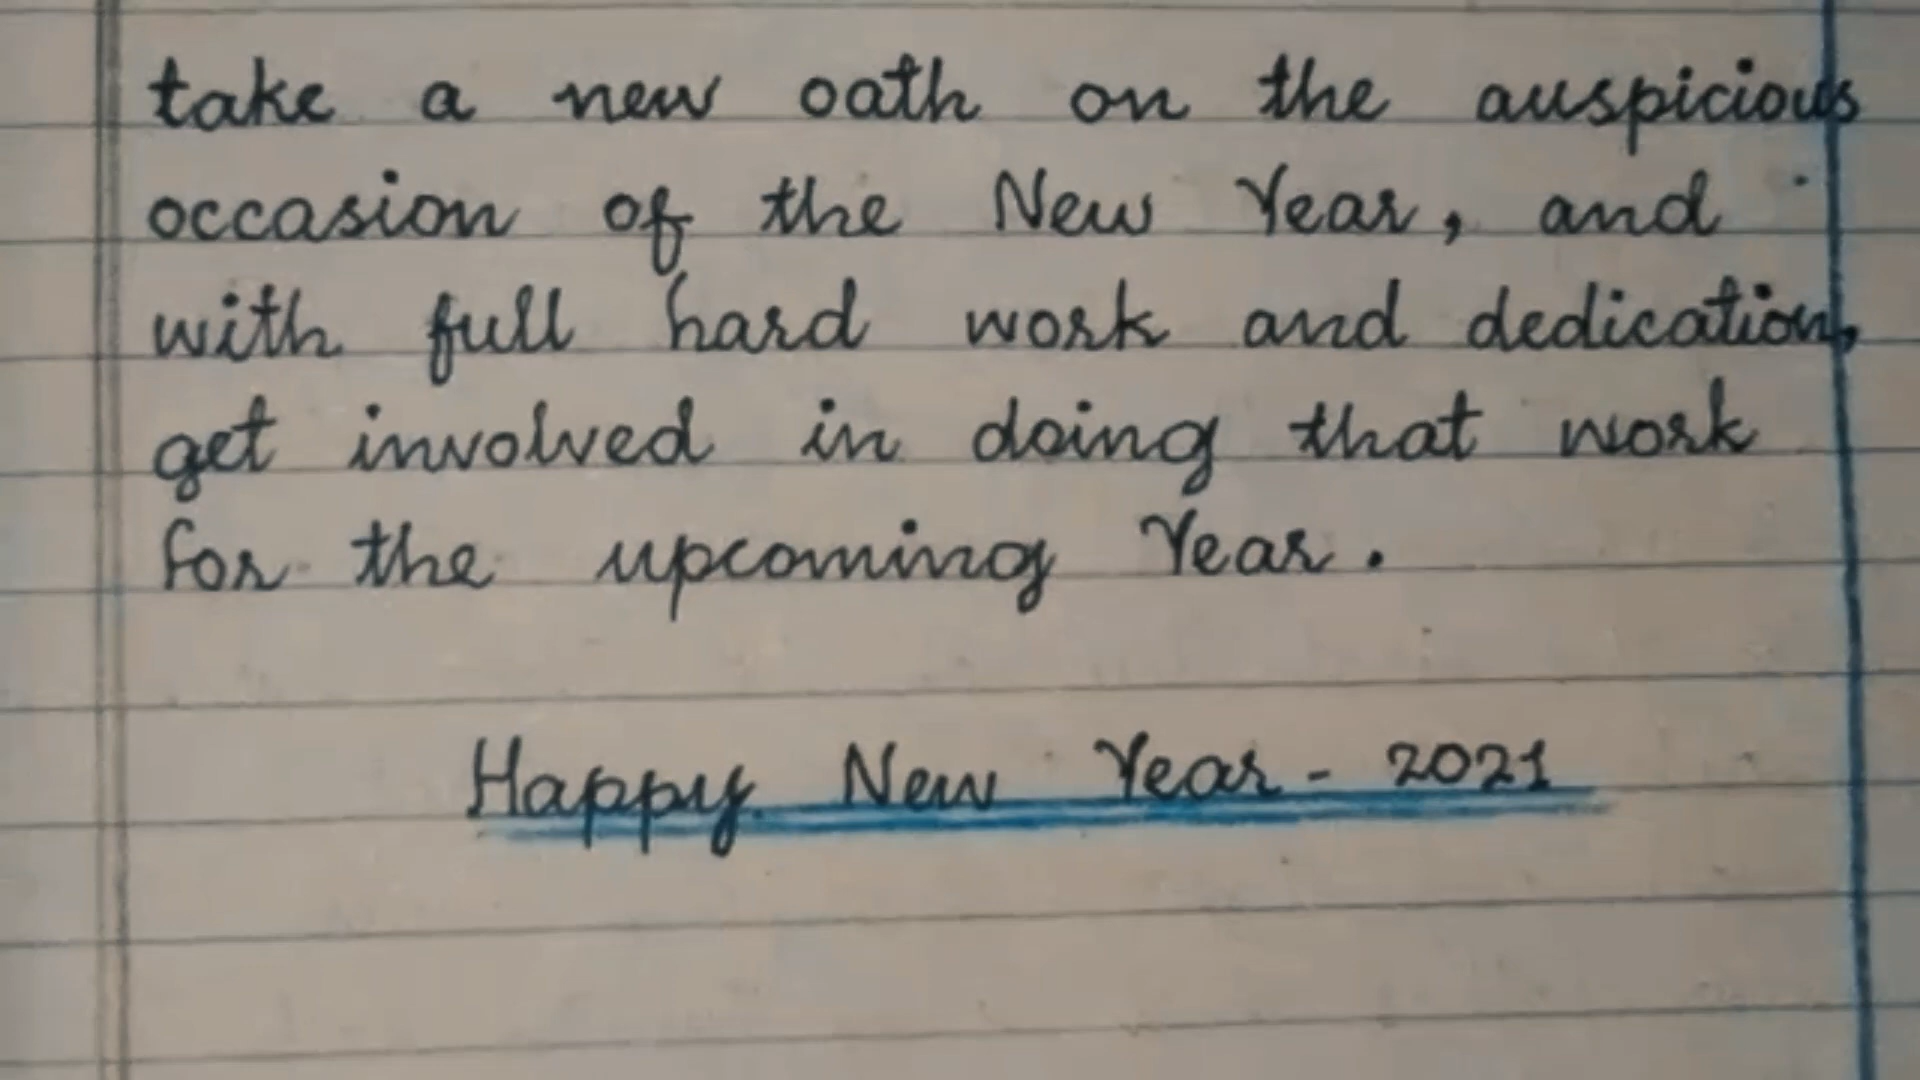 take a new oath on the auspicious
occasion of the New Year, and
with full hard work and dedication,
get involved in doing that work
for the upcoming Year.
Happy New Year - 2021